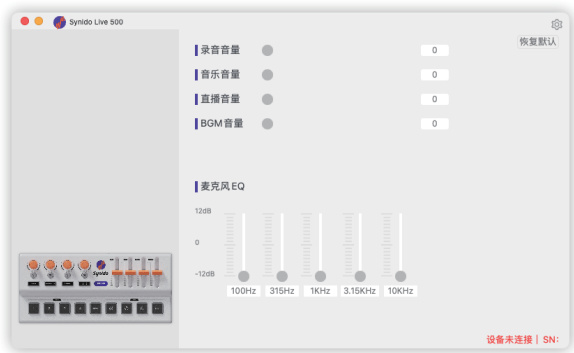 Synido Live 500
恢复默认
录音音量 0
音乐音量 0
直播音量 0
BGM音量 0
麦克风EQ
12dB
0
-12dB
100Hz 315Hz 1KHz 3.15KHz 10KHz
Synido
设备未连接 | SN: